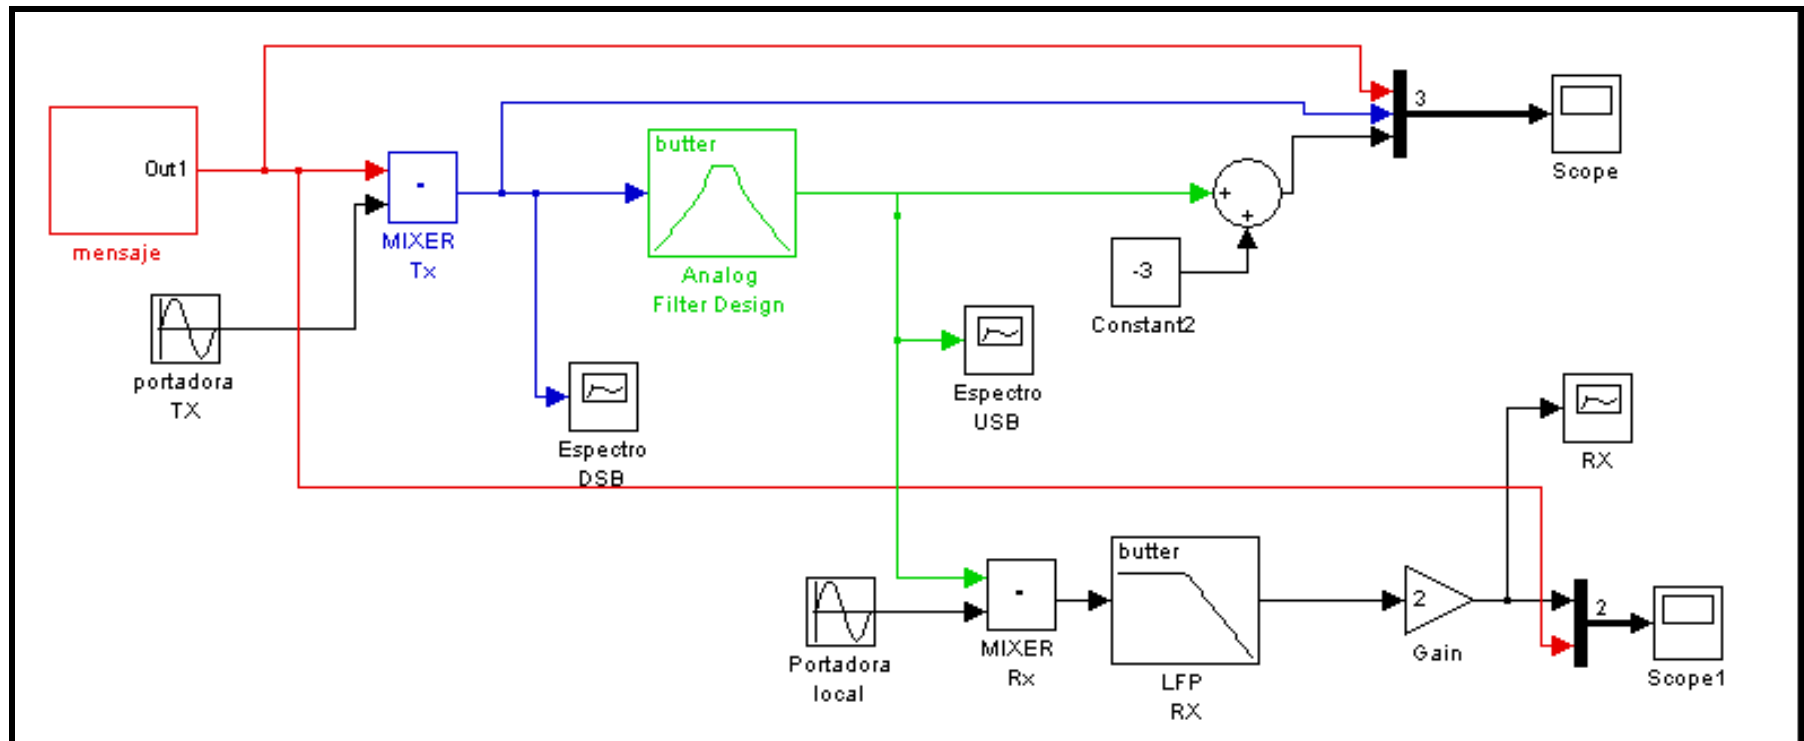 3
butter
Out1
Scope
mensaje
MIXER
Tx
Analog
Filter Design
+
+
-3
Constant2
portadora
TX
Espectro
DSB
Espectro
USB
RX
butter
2
2
Portadora
local
MIXER
Rx
LFP
RX
Gain
Scope1